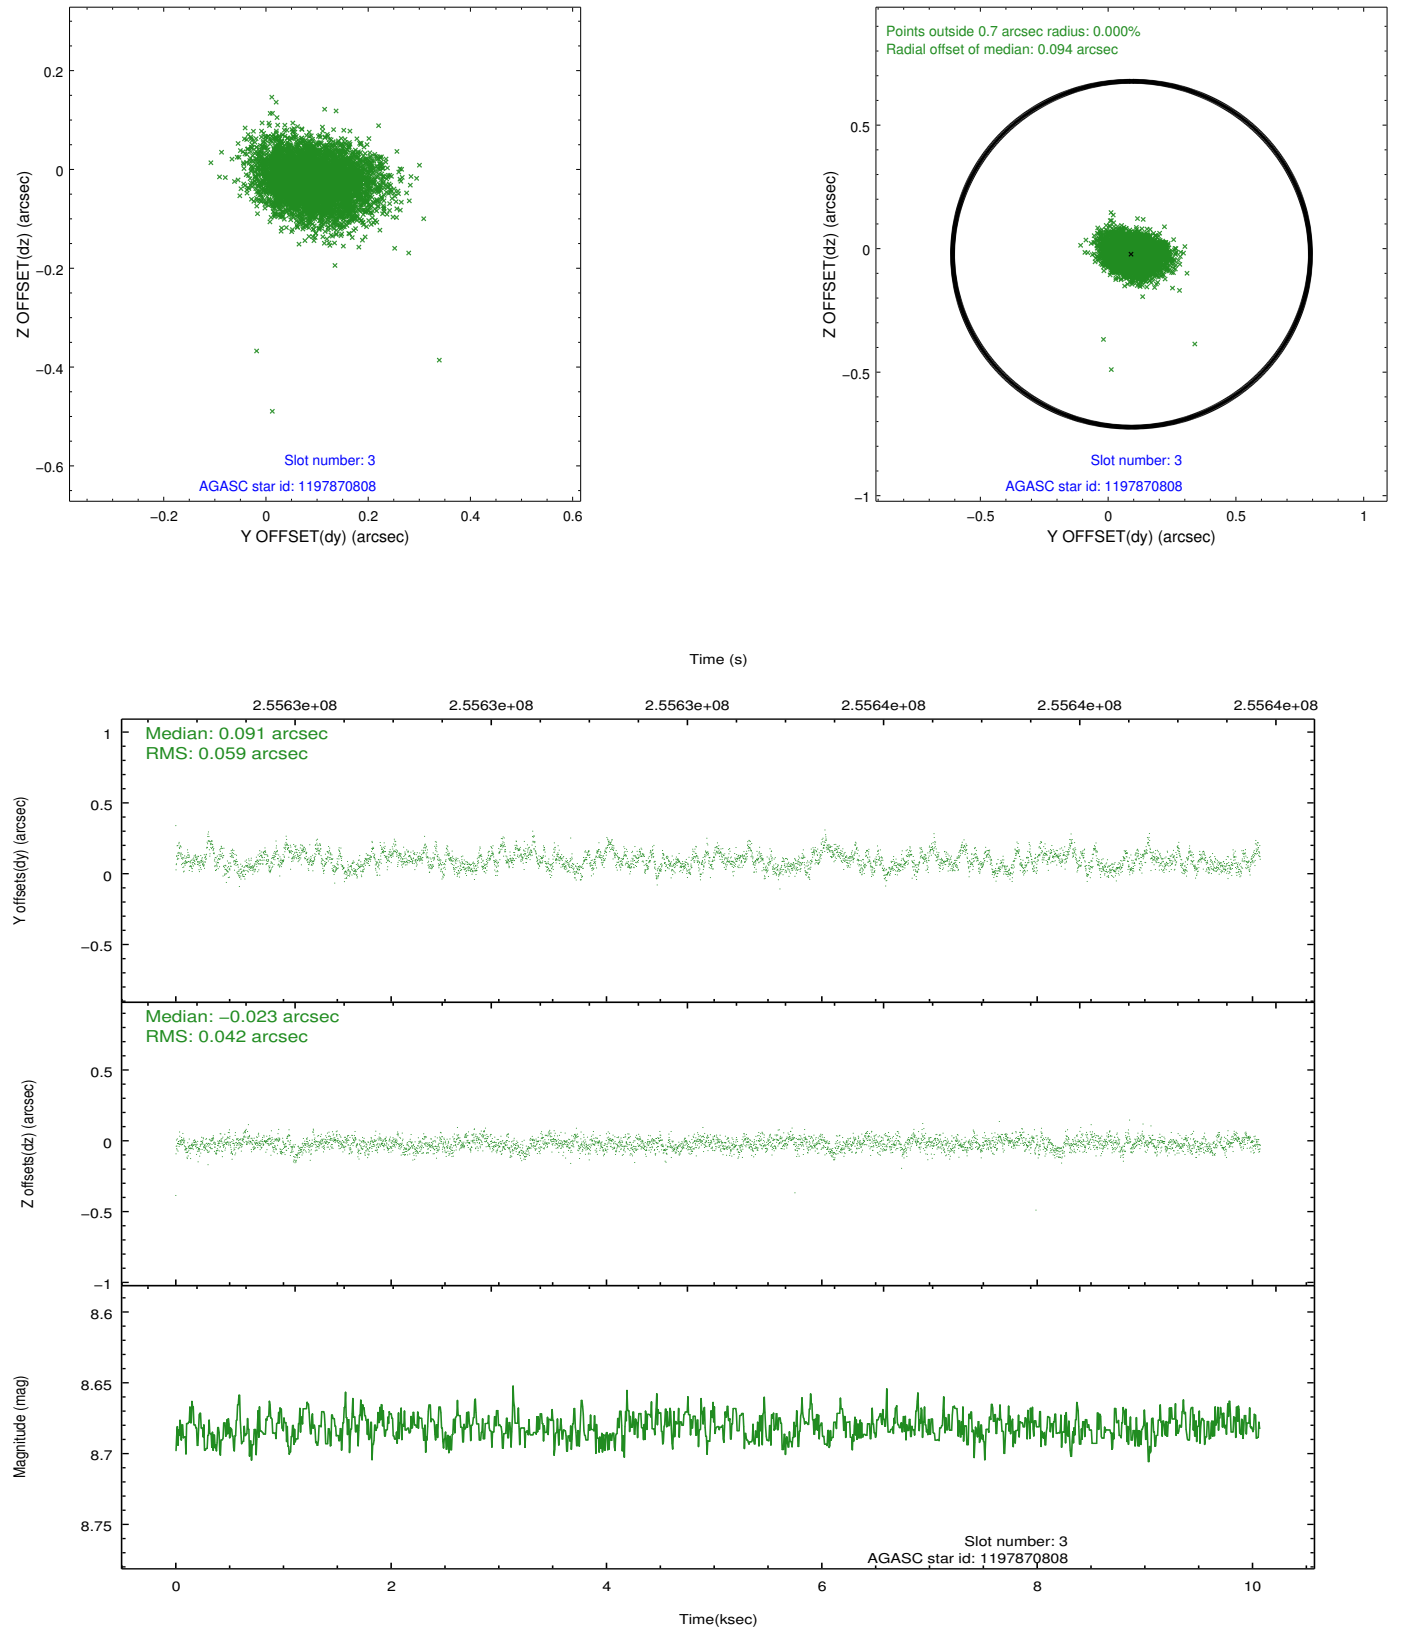 0.2
0
−0.2
−0.4
−0.6
Z OFFSET(dz) (arcsec)
Slot number: 3
AGASC star id: 1197870808
−0.2 0 0.2 0.4 0.6
Y OFFSET(dy) (arcsec)
Points outside 0.7 arcsec radius: 0.000%
Radial offset of median: 0.094 arcsec
0.5
0
−0.5
−1
Z OFFSET(dz) (arcsec)
Slot number: 3
AGASC star id: 1197870808
−0.5 0 0.5 1
Y OFFSET(dy) (arcsec)
Time (s)
2.5563e+08 2.5563e+08 2.5563e+08 2.5564e+08 2.5564e+08 2.5564e+08
Median: 0.091 arcsec
RMS: 0.059 arcsec
1
0.5
0
−0.5
Y offsets(dy) (arcsec)
Median: −0.023 arcsec
RMS: 0.042 arcsec
0.5
0
−0.5
−1
Z offsets(dz) (arcsec)
8.6
8.65
8.7
8.75
Magnitude (mag)
Slot number: 3
AGASC star id: 1197870808
0 2 4 6 8 10
Time(ksec)